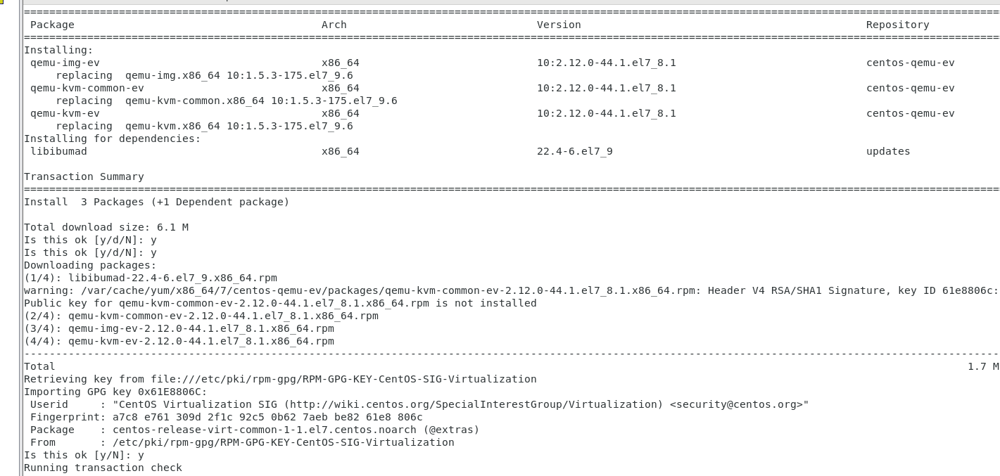 ================================================================================
Package Arch Version Repository
================================================================================
Installing:
qemu-img-ev x86_64 10:2.12.0-44.1.el7_8.1 centos-qemu-ev
replacing  qemu-img.x86_64 10:1.5.3-175.el7_9.6
qemu-kvm-common-ev x86_64 10:2.12.0-44.1.el7_8.1 centos-qemu-ev
replacing  qemu-kvm-common.x86_64 10:1.5.3-175.el7_9.6
qemu-kvm-ev x86_64 10:2.12.0-44.1.el7_8.1 centos-qemu-ev
replacing  qemu-kvm.x86_64 10:1.5.3-175.el7_9.6
Installing for dependencies:
libibumad x86_64 22.4-6.el7_9 updates
Transaction Summary
================================================================================
Install  3 Packages (+1 Dependent package)
Total download size: 6.1 M
Is this ok [y/d/N]: y
Is this ok [y/d/N]: y
Downloading packages:
(1/4): libibumad-22.4-6.el7_9.x86_64.rpm
warning: /var/cache/yum/x86_64/7/centos-qemu-ev/packages/qemu-kvm-common-ev-2.12.0-44.1.el7_8.1.x86_64.rpm: Header V4 RSA/SHA1 Signature, key ID 61e8806c:
Public key for qemu-kvm-common-ev-2.12.0-44.1.el7_8.1.x86_64.rpm is not installed
(2/4): qemu-kvm-common-ev-2.12.0-44.1.el7_8.1.x86_64.rpm
(3/4): qemu-img-ev-2.12.0-44.1.el7_8.1.x86_64.rpm
(4/4): qemu-kvm-ev-2.12.0-44.1.el7_8.1.x86_64.rpm
--------------------------------------------------------------------------------
Total 1.7 M
Retrieving key from file:///etc/pki/rpm-gpg/RPM-GPG-KEY-CentOS-SIG-Virtualization
Importing GPG key 0x61E8806C:
Userid     : "CentOS Virtualization SIG (http://wiki.centos.org/SpecialInterestGroup/Virtualization) <security@centos.org>"
Fingerprint: a7c8 e761 309d 2f1c 92c5 0b62 7aeb be82 61e8 806c
Package    : centos-release-virt-common-1-1.el7.centos.noarch (@extras)
From       : /etc/pki/rpm-gpg/RPM-GPG-KEY-CentOS-SIG-Virtualization
Is this ok [y/N]: y
Running transaction check